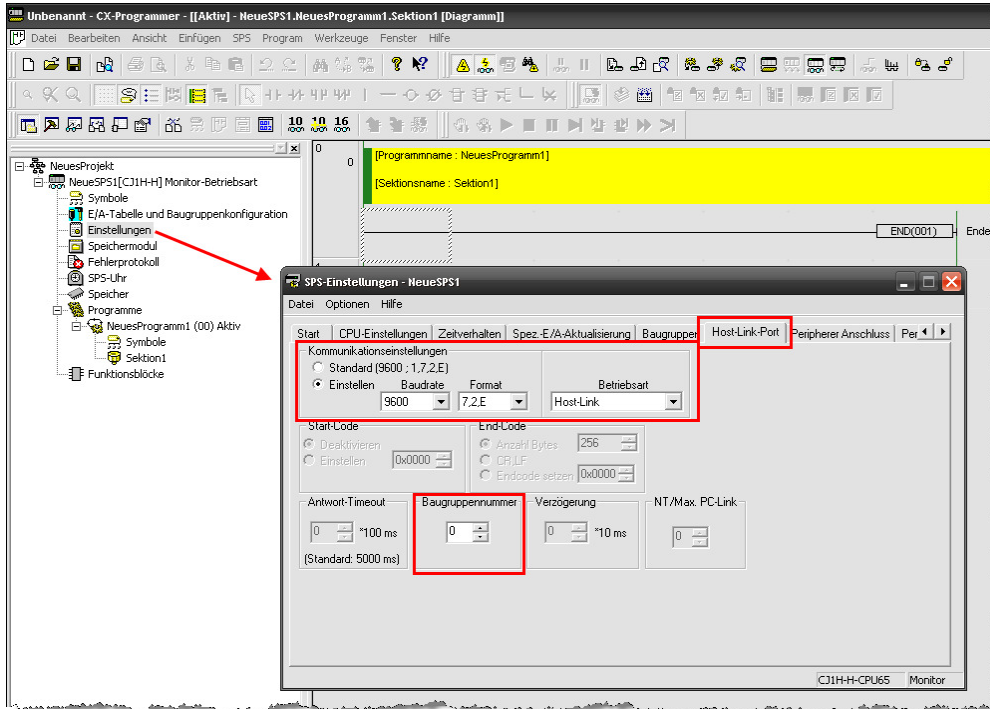 Unbenannt - CX-Programmer - [[Aktiv] - NeueSPS1.NeuesProgramm1.Sektion1 [Diagramm]]
Datei Bearbeiten Ansicht Einfügen SPS Program Werkzeuge Fenster Hilfe
10 10 16
NeuesProjekt
NeueSPS1[CJ1H-H] Monitor-Betriebsart
Symbole
E/A-Tabelle und Baugruppenkonfiguration
Einstellungen
Speichermodul
Fehlerprotokoll
SPS-Uhr
Speicher
Programme
NeuesProgramm1 (00) Aktiv
Symbole
Sektion1
Funktionsblöcke
0
0
[Programmname : NeuesProgramm1]
[Sektionsname : Sektion1]
END(001) Ende
SPS-Einstellungen - NeueSPS1
Datei Optionen Hilfe
Start CPU-Einstellungen Zeitverhalten Spez.-E/A-Aktualisierung Baugruppen Host-Link-Port Peripherer Anschluss Per
Kommunikationseinstellungen
Standard (9600 ; 1,7,2,E)
Einstellen Baudrate Format Betriebsart
9600 7,2,E Host-Link
Start-Code End-Code
Deaktivieren Anzahl Bytes 256
Einstellen 0x0000 CR,LF
Endcode setzen 0x0000
Antwort-Timeout Baugruppennummer Verzögerung NT/Max. PC-Link
0 *100 ms 0 0 *10 ms 0
(Standard: 5000 ms)
CJ1H-H-CPU65 Monitor